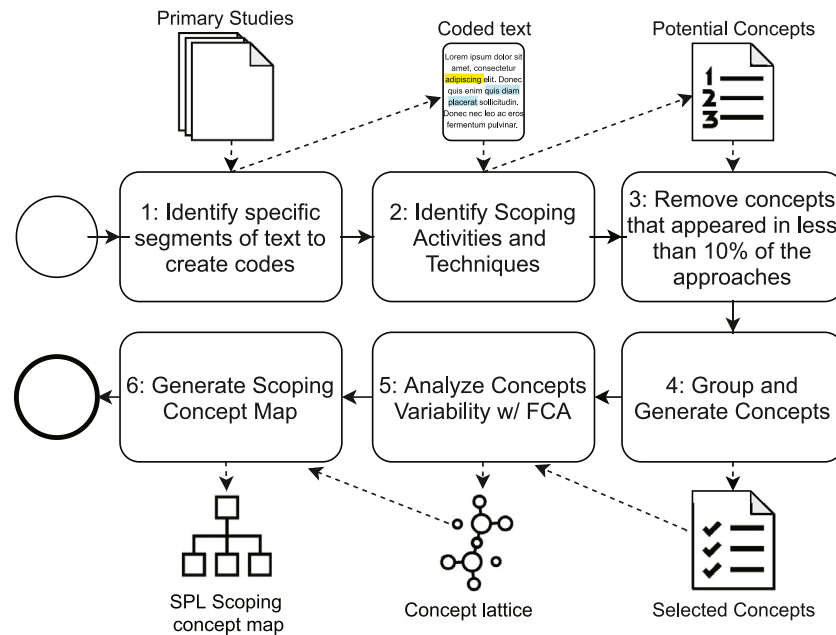 Primary Studies
Coded text
Potential Concepts
Lorem ipsum dolor sit
amet, consectetur
adipiscing elit. Donec
quis enim quis diam
placerat sollicitudin.
Donec nec leo ac eros
fermentum pulvinar.
1
2
3
1: Identify specific
segments of text to
create codes
2: Identify Scoping
Activities and
Techniques
3: Remove concepts
that appeared in less
than 10% of the
approaches
6: Generate Scoping
Concept Map
5: Analyze Concepts
Variability w/ FCA
4: Group and
Generate Concepts
SPL Scoping
concept map
Concept lattice
Selected Concepts